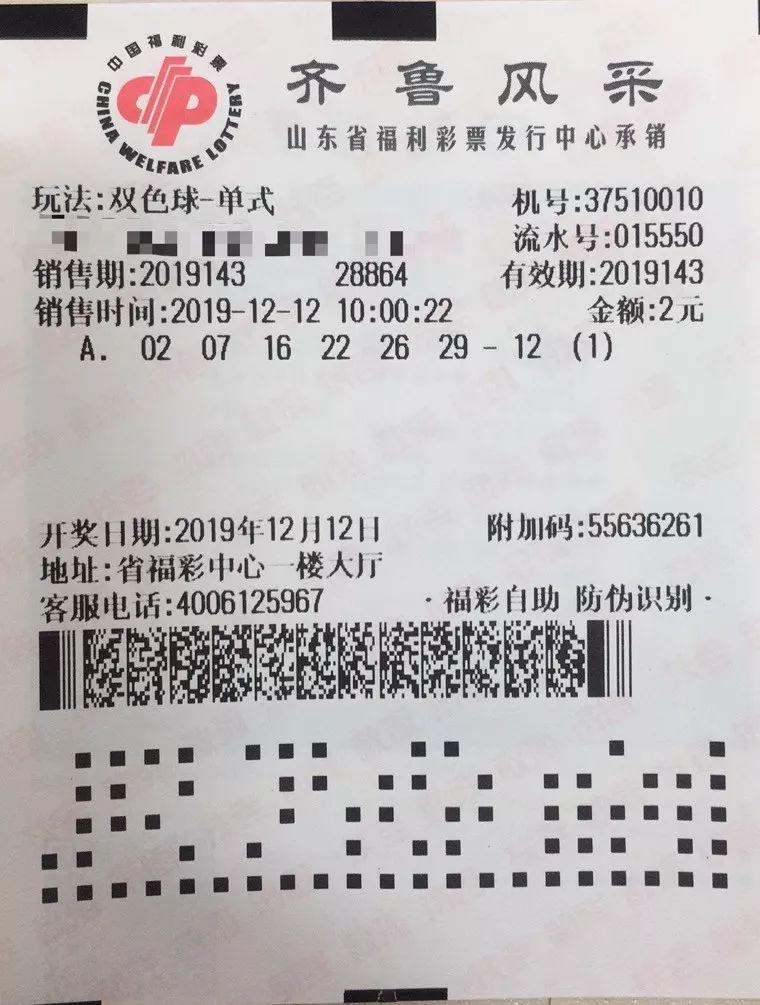 中国福利彩票
CHINA WELFARE LOTTERY
齐鲁风采
山东省福利彩票发行中心承销
玩法:双色球-单式 机号:37510010
流水号:015550
销售期:2019143 28864 有效期:2019143
销售时间:2019-12-12 10:00:22 金额:2元
A. 02 07 16 22 26 29 - 12 (1)
开奖日期:2019年12月12日 附加码:55636261
地址:省福彩中心一楼大厅
客服电话:4006125967 ·福彩自助 防伪识别·